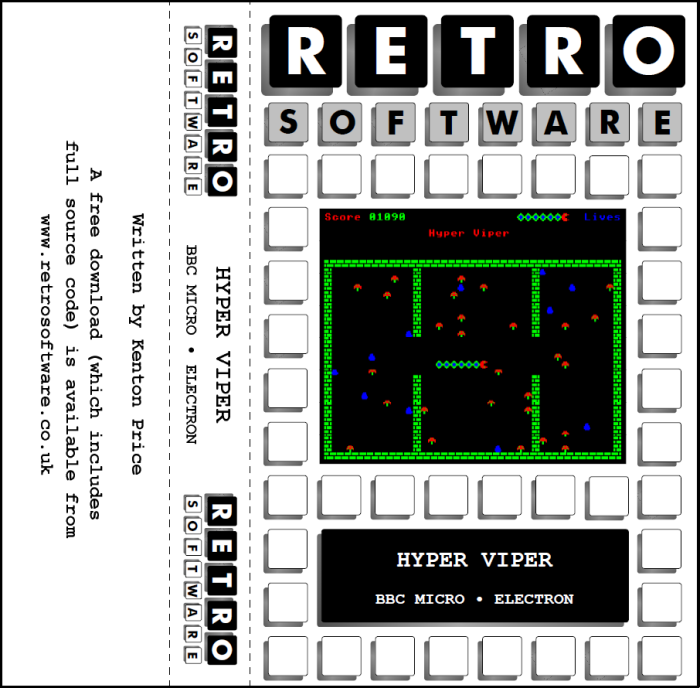 Written by Kenton Price
A free download (which includes
full source code) is available from
www.retrosoftware.co.uk
RETRO
SOFTWARE
HYPER VIPER
BBC MICRO • ELECTRON
RETRO
SOFTWARE
RETRO
SOFTWARE
Score 01090 Lives
Hyper Viper
HYPER VIPER
BBC MICRO • ELECTRON